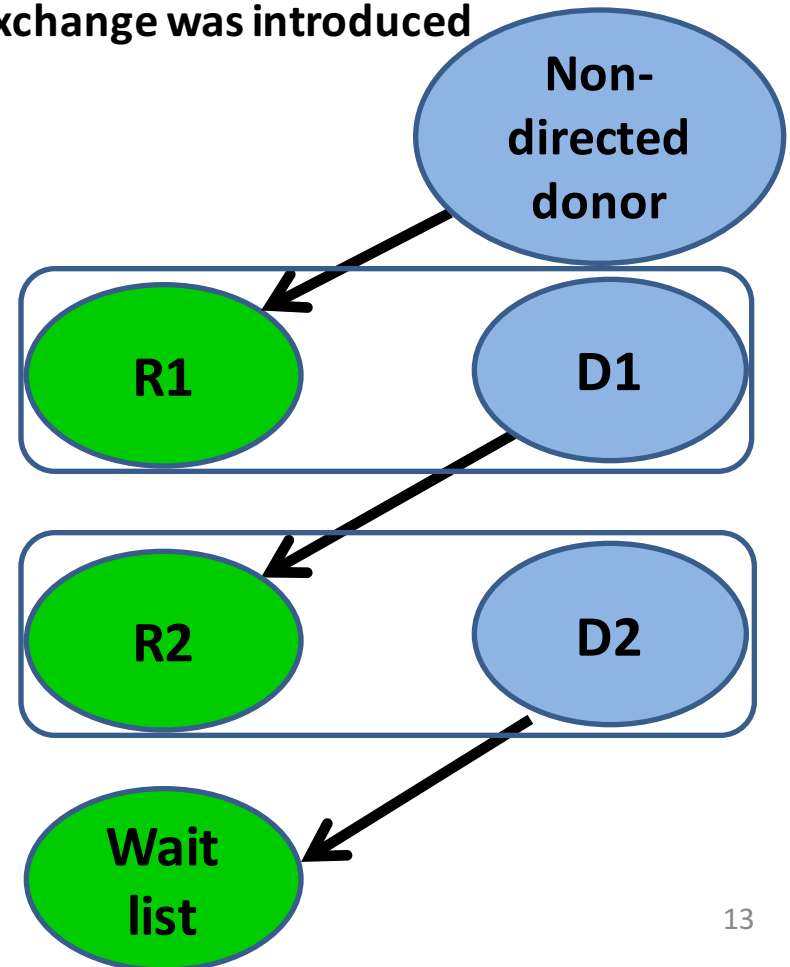 xchange was introduced
Non-
directed
donor
R1
D1
R2
D2
Wait
list
13